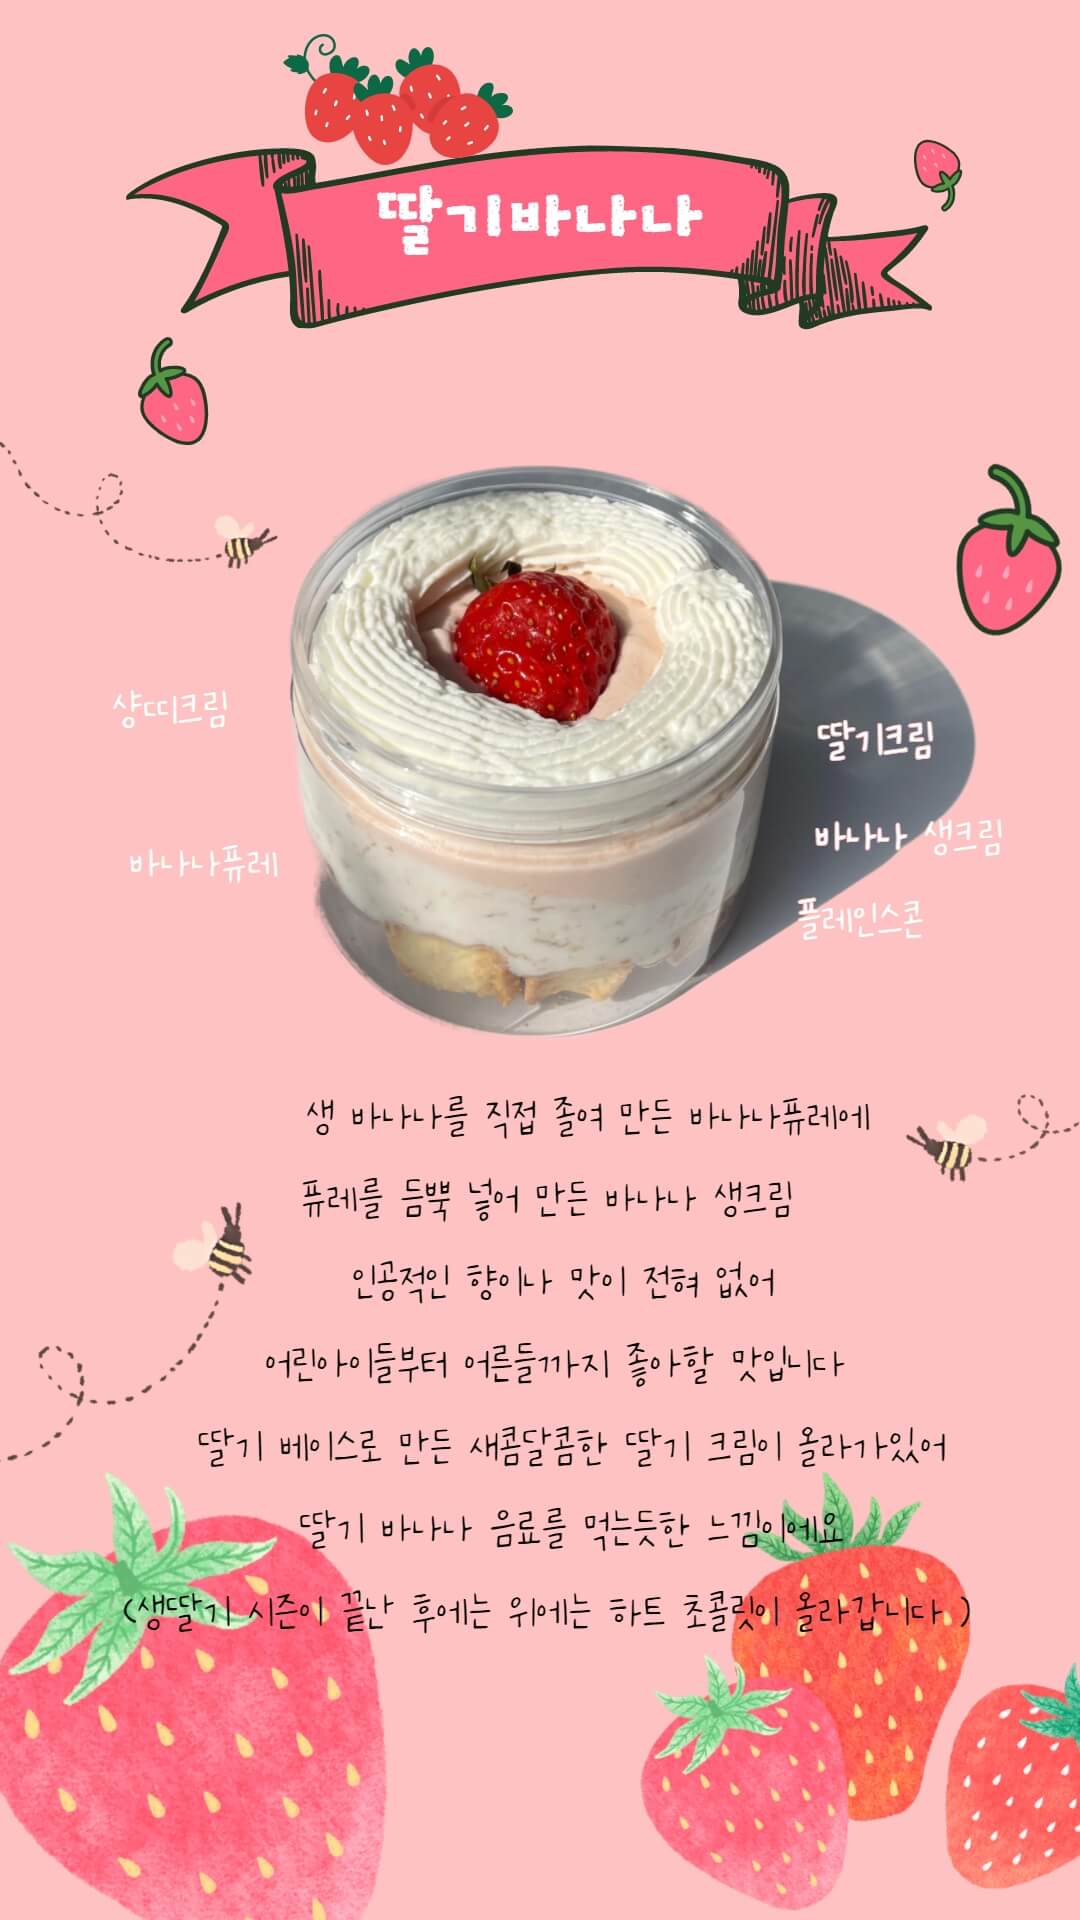 딸기바나나
샹띠크림
딸기크림
바나나 생크림
바나나퓨레
플레인스콘
생 바나나를 직접 졸여 만든 바나나퓨레에
퓨레를 듬뿍 넣어 만든 바나나 생크림
인공적인 향이나 맛이 전혀 없어
어린아이들부터 어른들까지 좋아할 맛입니다
딸기 베이스로 만든 새콤달콤한 딸기 크림이 올라가있어
딸기 바나나 음료를 먹는듯한 느낌이에요
(생딸기 시즌이 끝난 후에는 위에는 하트 초콜릿이 올라갑니다 )